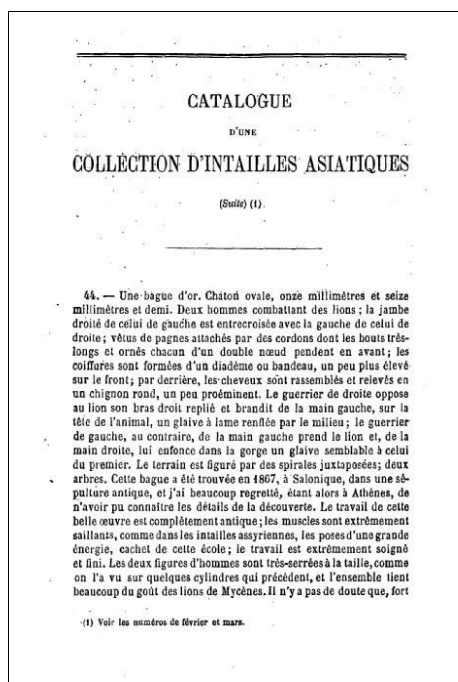 CATALOGUE
D'UNE
COLLECTION D'INTAILLES ASIATIQUES
(Suite) (1).
44. — Une bague d'or. Chaton ovale, onze millimètres et seize
millimètres et demi. Deux hommes combattant des lions ; la jambe
droite de celui de gauche est entrecroisée avec la gauche de celui de
droite ; vêtus de pagnes attachés par des cordons dont les bouts très-
longs et ornés chacun d'un double nœud pendent en avant ; les
coiffures sont formées d'un diadème ou bandeau, un peu plus élevé
sur le front ; par derrière, les cheveux sont rassemblés et relevés en
un chignon rond, un peu proéminent. Le guerrier de droite oppose
au lion son bras droit replié et brandit de la main gauche, sur la
tête de l'animal, un glaive à lame renflée par le milieu ; le guerrier
de gauche, au contraire, de la main gauche prend le lion et, de la
main droite, lui enfonce dans la gorge un glaive semblable à celui
du premier. Le terrain est figuré par des spirales juxtaposées ; deux
arbres. Cette bague a été trouvée en 1867, à Salonique, dans une sé-
pulture antique, et j'ai beaucoup regretté, étant alors à Athènes, de
n'avoir pu connaître les détails de la découverte. Le travail de cette
belle œuvre est complétement antique ; les muscles sont extrêmement
saillants, comme dans les intailles assyriennes, les poses d'une grande
énergie, cachet de cette école ; le travail est extrêmement soigné
et fini. Les deux figures d'hommes sont très-serrées à la taille, comme
on l'a vu sur quelques cylindres qui précèdent, et l'ensemble tient
beaucoup du goût des lions de Mycènes. Il n'y a pas de doute que, fort
(1) Voir les numéros de février et mars.